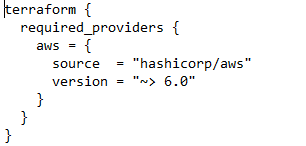 terraform {
  required_providers {
    aws = {
      source  = "hashicorp/aws"
      version = "~> 6.0"
    }
  }
}